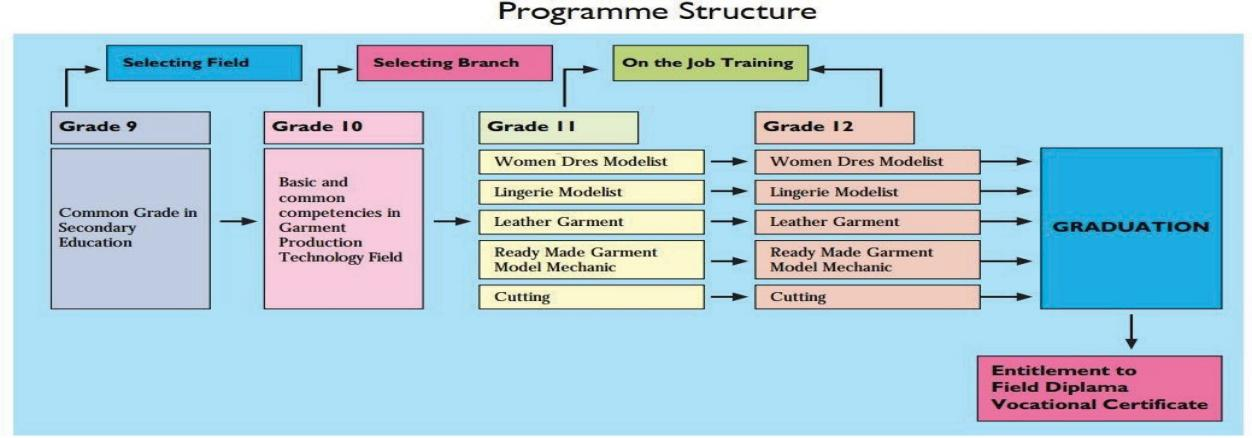 Programme Structure
Selecting Field
Selecting Branch
On the Job Training
Grade 9
Grade 10
Grade 11
Grade 12
Common Grade in
Secondary
Education
Basic and
common
competencies in
Garment
Production
Technology Field
Women Dres Modelist
Lingerie Modelist
Leather Garment
Ready Made Garment
Model Mechanic
Cutting
Women Dres Modelist
Lingerie Modelist
Leather Garment
Ready Made Garment
Model Mechanic
Cutting
GRADUATION
Entitlement to
Field Diplama
Vocational Certificate